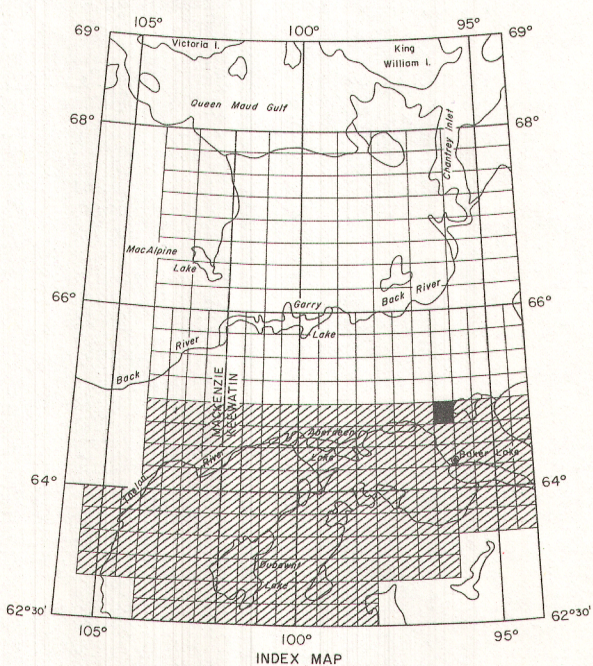 105°
100°
95°
69°
69°
Victoria I.
King
William I.
Queen Maud Gulf
68°
68°
Chantrey Inlet
MacAlpine
Lake
66°
66°
Garry
Lake
Back River
River
Back
MACKENZIE
KEEWATIN
Aberdeen
Lake
River
Thelon
Baker Lake
64°
64°
Dubawnt
Lake
62°30'
62°30'
105°
100°
95°
INDEX MAP